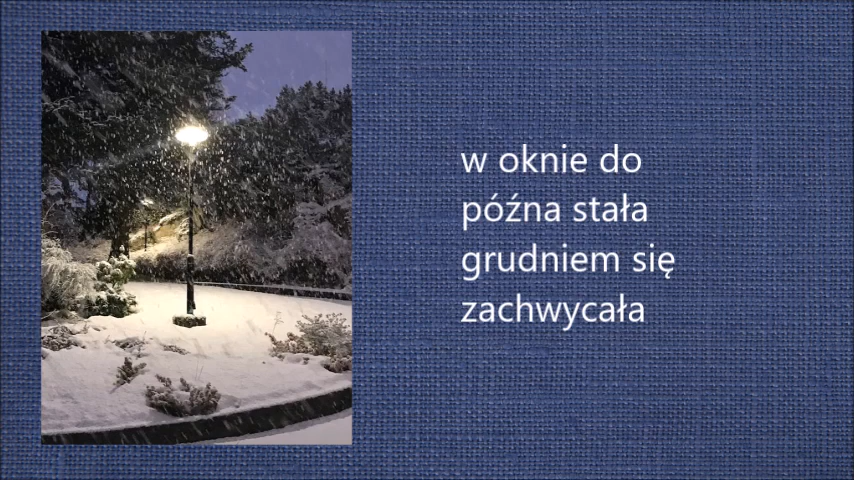 w oknie do
późna stała
grudniem się
zachwycała